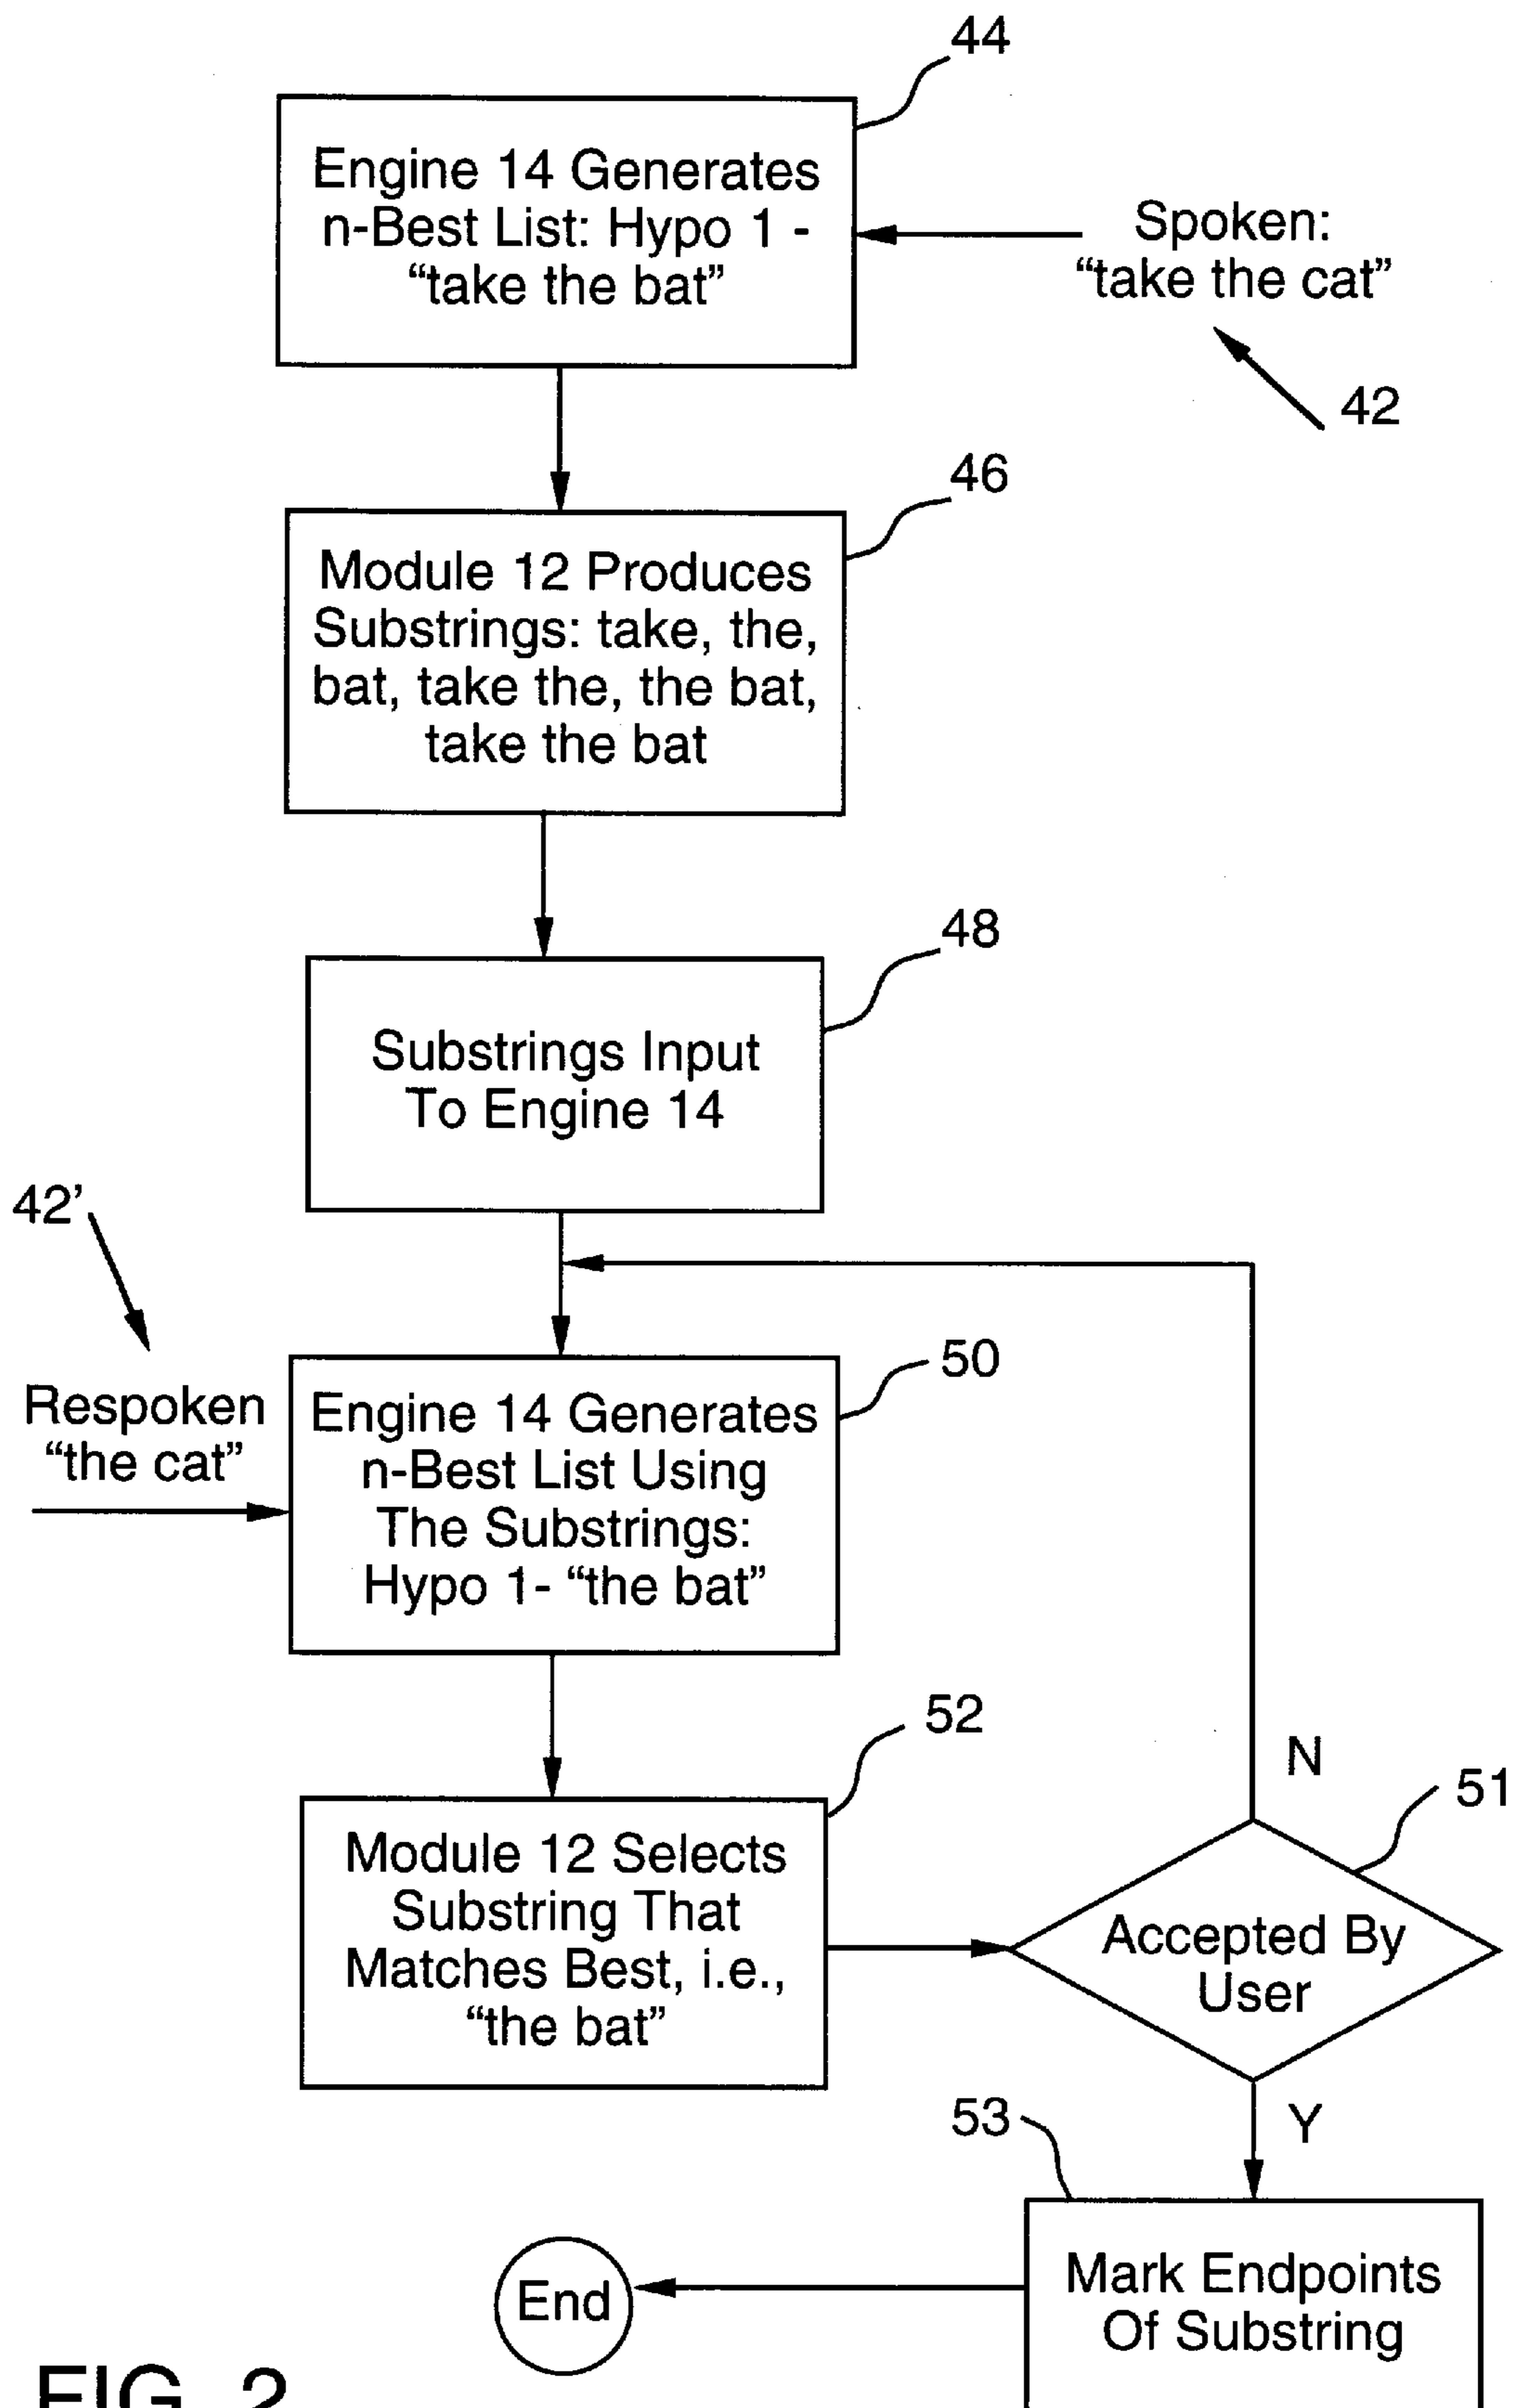 44
Engine 14 Generates
n-Best List: Hypo 1 -
“take the bat”
Spoken:
“take the cat”
42
46
Module 12 Produces
Substrings: take, the,
bat, take the, the bat,
take the bat
48
Substrings Input
To Engine 14
42’
Respoken
“the cat”
50
Engine 14 Generates
n-Best List Using
The Substrings:
Hypo 1- “the bat”
52
Module 12 Selects
Substring That
Matches Best, i.e.,
“the bat”
N
51
Accepted By
User
Y
53
Mark Endpoints
Of Substring
End
FIG. 2